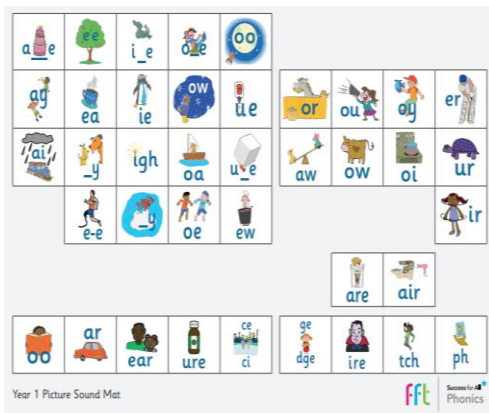 a_e ee i_e o_e oo
ay ea ie ow ue or ou oy er
ai _y igh oa u_e aw ow oi ur
e-e _y oe ew ir
are air
oo ar ear ure ce ci ge dge ire tch ph
Year 1 Picture Sound Mat
fft Success for All Phonics